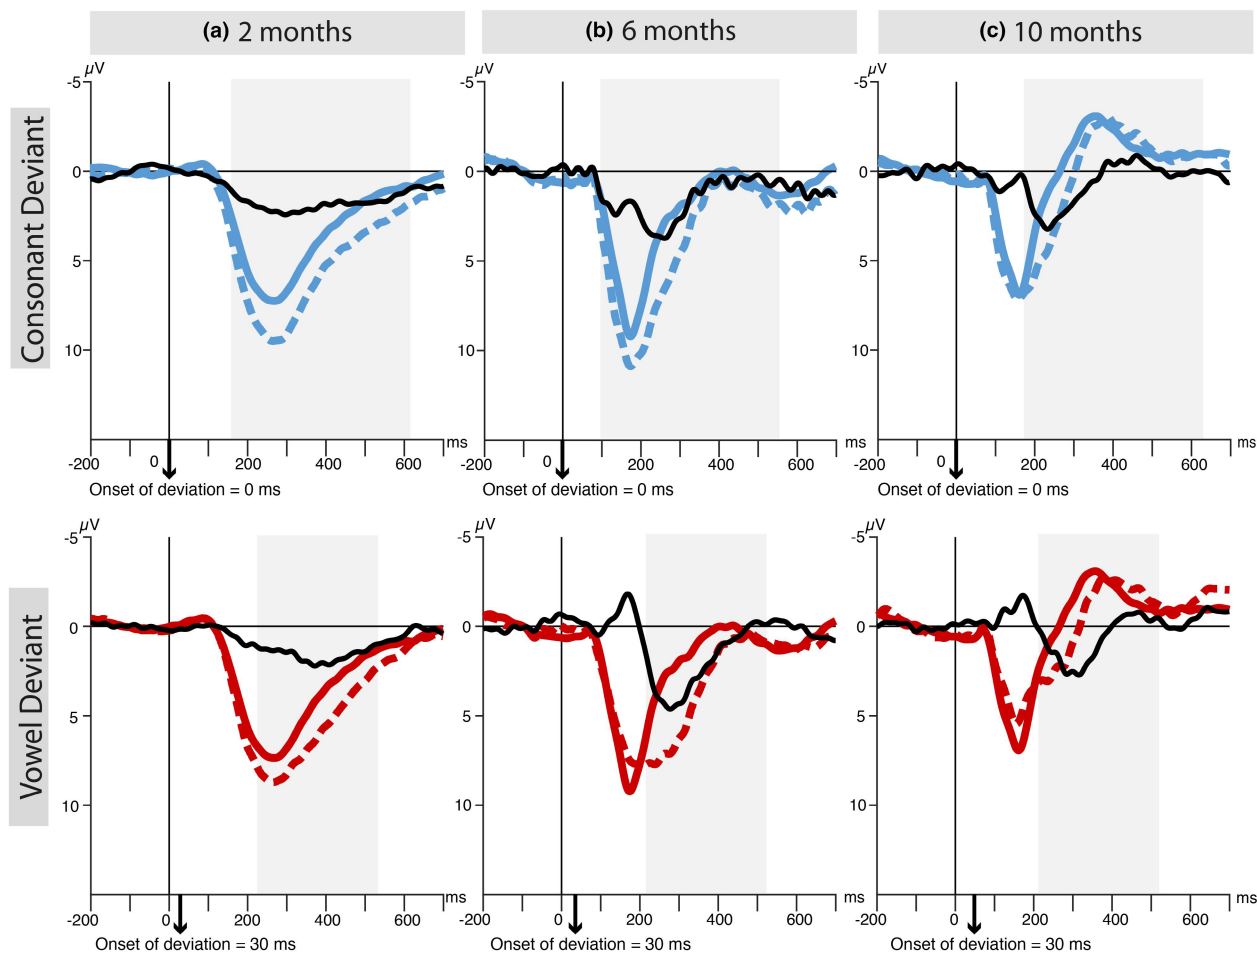 (a) 2 months
(b) 6 months
(c) 10 months
Consonant Deviant
µV
-5
0
5
10
-200 0 200 400 600 ms
Onset of deviation = 0 ms
µV
-5
0
5
10
-200 0 200 400 600 ms
Onset of deviation = 0 ms
µV
-5
0
5
10
-200 0 200 400 600 ms
Onset of deviation = 0 ms
Vowel Deviant
µV
-5
0
5
10
-200 0 200 400 600 ms
Onset of deviation = 30 ms
µV
-5
0
5
10
-200 0 200 400 600 ms
Onset of deviation = 30 ms
µV
-5
0
5
10
-200 0 200 400 600 ms
Onset of deviation = 30 ms